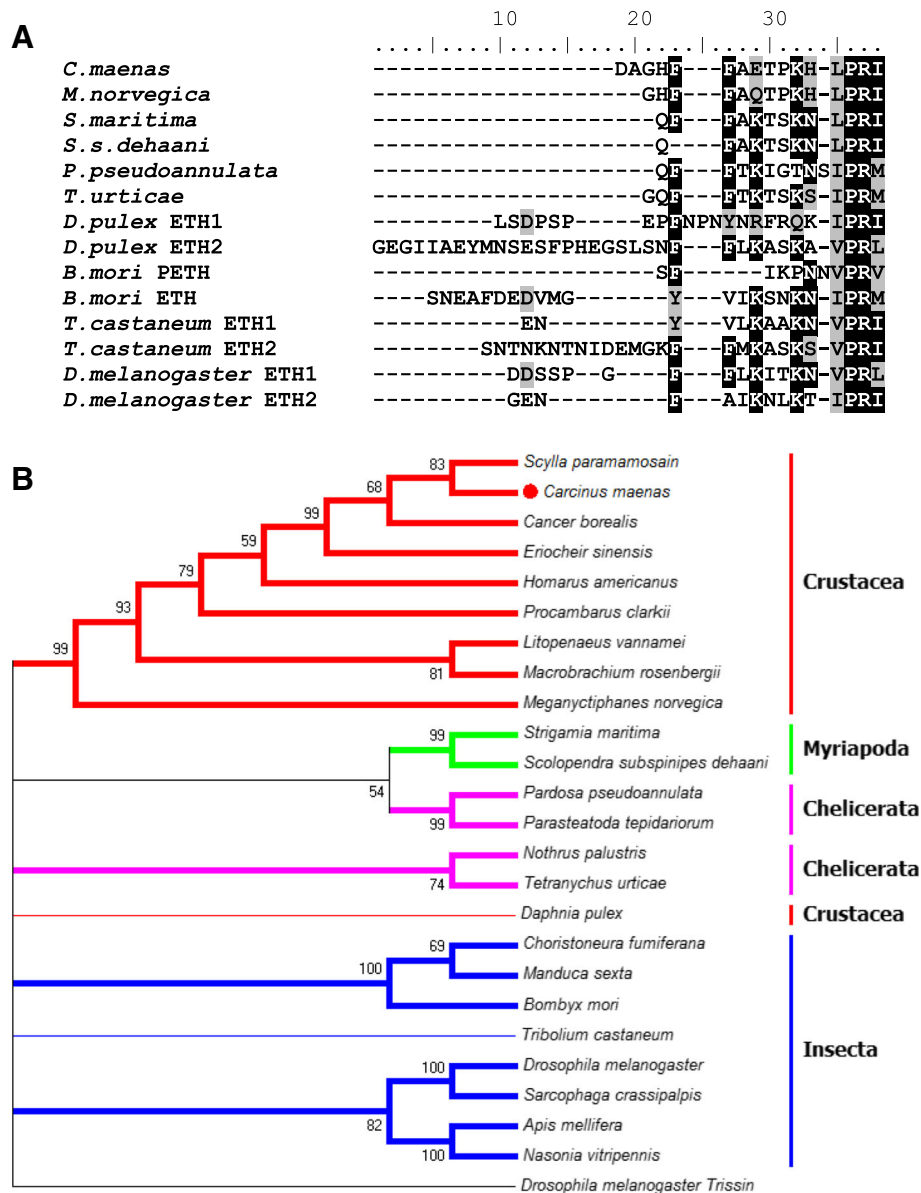 A
10 20 30
C.maenas ------------------DAGHF---FAETPKH-LPRI
M.norvegica --------------------GHF---FAQTPKH-LPRI
S.maritima ---------------------QF---FAKTSKN-IPRI
S.s.dehaani ---------------------Q----FAKTSKN-IPRI
P.pseudoannulata ---------------------QF---FTKIGTNSIPRM
T.urticae --------------------GQF---FTKTSKS-IPRM
D.pulex ETH1 ---------LSDPSP-----EPFNPNYNRFRQK-IPRI
D.pulex ETH2 GEGIIAEYMNSESFPHEGSLSNF---FLKASKA-VPRL
B.mori PETH ---------------------SF------IKPNNVPRV
B.mori ETH ----SNEAFDEDVMG-------Y---VIKSNKN-IPRM
T.castaneum ETH1 -----------EN---------Y---VLKAAKN-VPRI
T.castaneum ETH2 --------SNTNKNTNIDEMGKF---FMKASKS-VPRI
D.melanogaster ETH1 ----------DDSSP--G----F---FLKITKN-VPRL
D.melanogaster ETH2 ----------GEN---------F---AIKNLKT-IPRI
B
83 Scylla paramamosain
68 Carcinus maenas
99 Cancer borealis
59 Eriocheir sinensis
79 Homarus americanus
Crustacea
93 Procambarus clarkii
99 Litopenaeus vannamei
81 Macrobrachium rosenbergii
Meganyctiphanes norvegica
99 Strigamia maritima
Myriapoda
Scolopendra subspinipes dehaani
54 Pardosa pseudoannulata
Chelicerata
99 Parasteatoda tepidariorum
Nothrus palustris
Chelicerata
74 Tetranychus urticae
Daphnia pulex
Crustacea
69 Choristoneura fumiferana
100 Manduca sexta
Bombyx mori
Tribolium castaneum
Insecta
100 Drosophila melanogaster
Sarcophaga crassipalpis
82 Apis mellifera
100 Nasonia vitripennis
Drosophila melanogaster Trissin